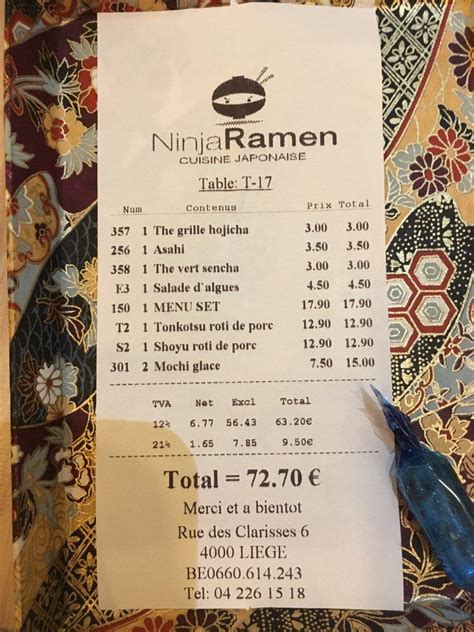 NinjaRamen
CUISINE JAPONAISE
Table: T-17
Num Contenus Prix Total
357 1 The grille hojicha 3.00 3.00
256 1 Asahi 3.50 3.50
358 1 The vert sencha 3.00 3.00
E3 1 Salade d`algues 4.50 4.50
150 1 MENU SET 17.90 17.90
T2 1 Tonkotsu roti de porc 12.90 12.90
S2 1 Shoyu roti de porc 12.90 12.90
301 2 Mochi glace 7.50 15.00
TVA Net Excl Total
12% 6.77 56.43 63.20€
21% 1.65 7.85 9.50€
Total = 72.70 €
Merci et a bientot
Rue des Clarisses 6
4000 LIEGE
BE0660.614.243
Tel: 04 226 15 18